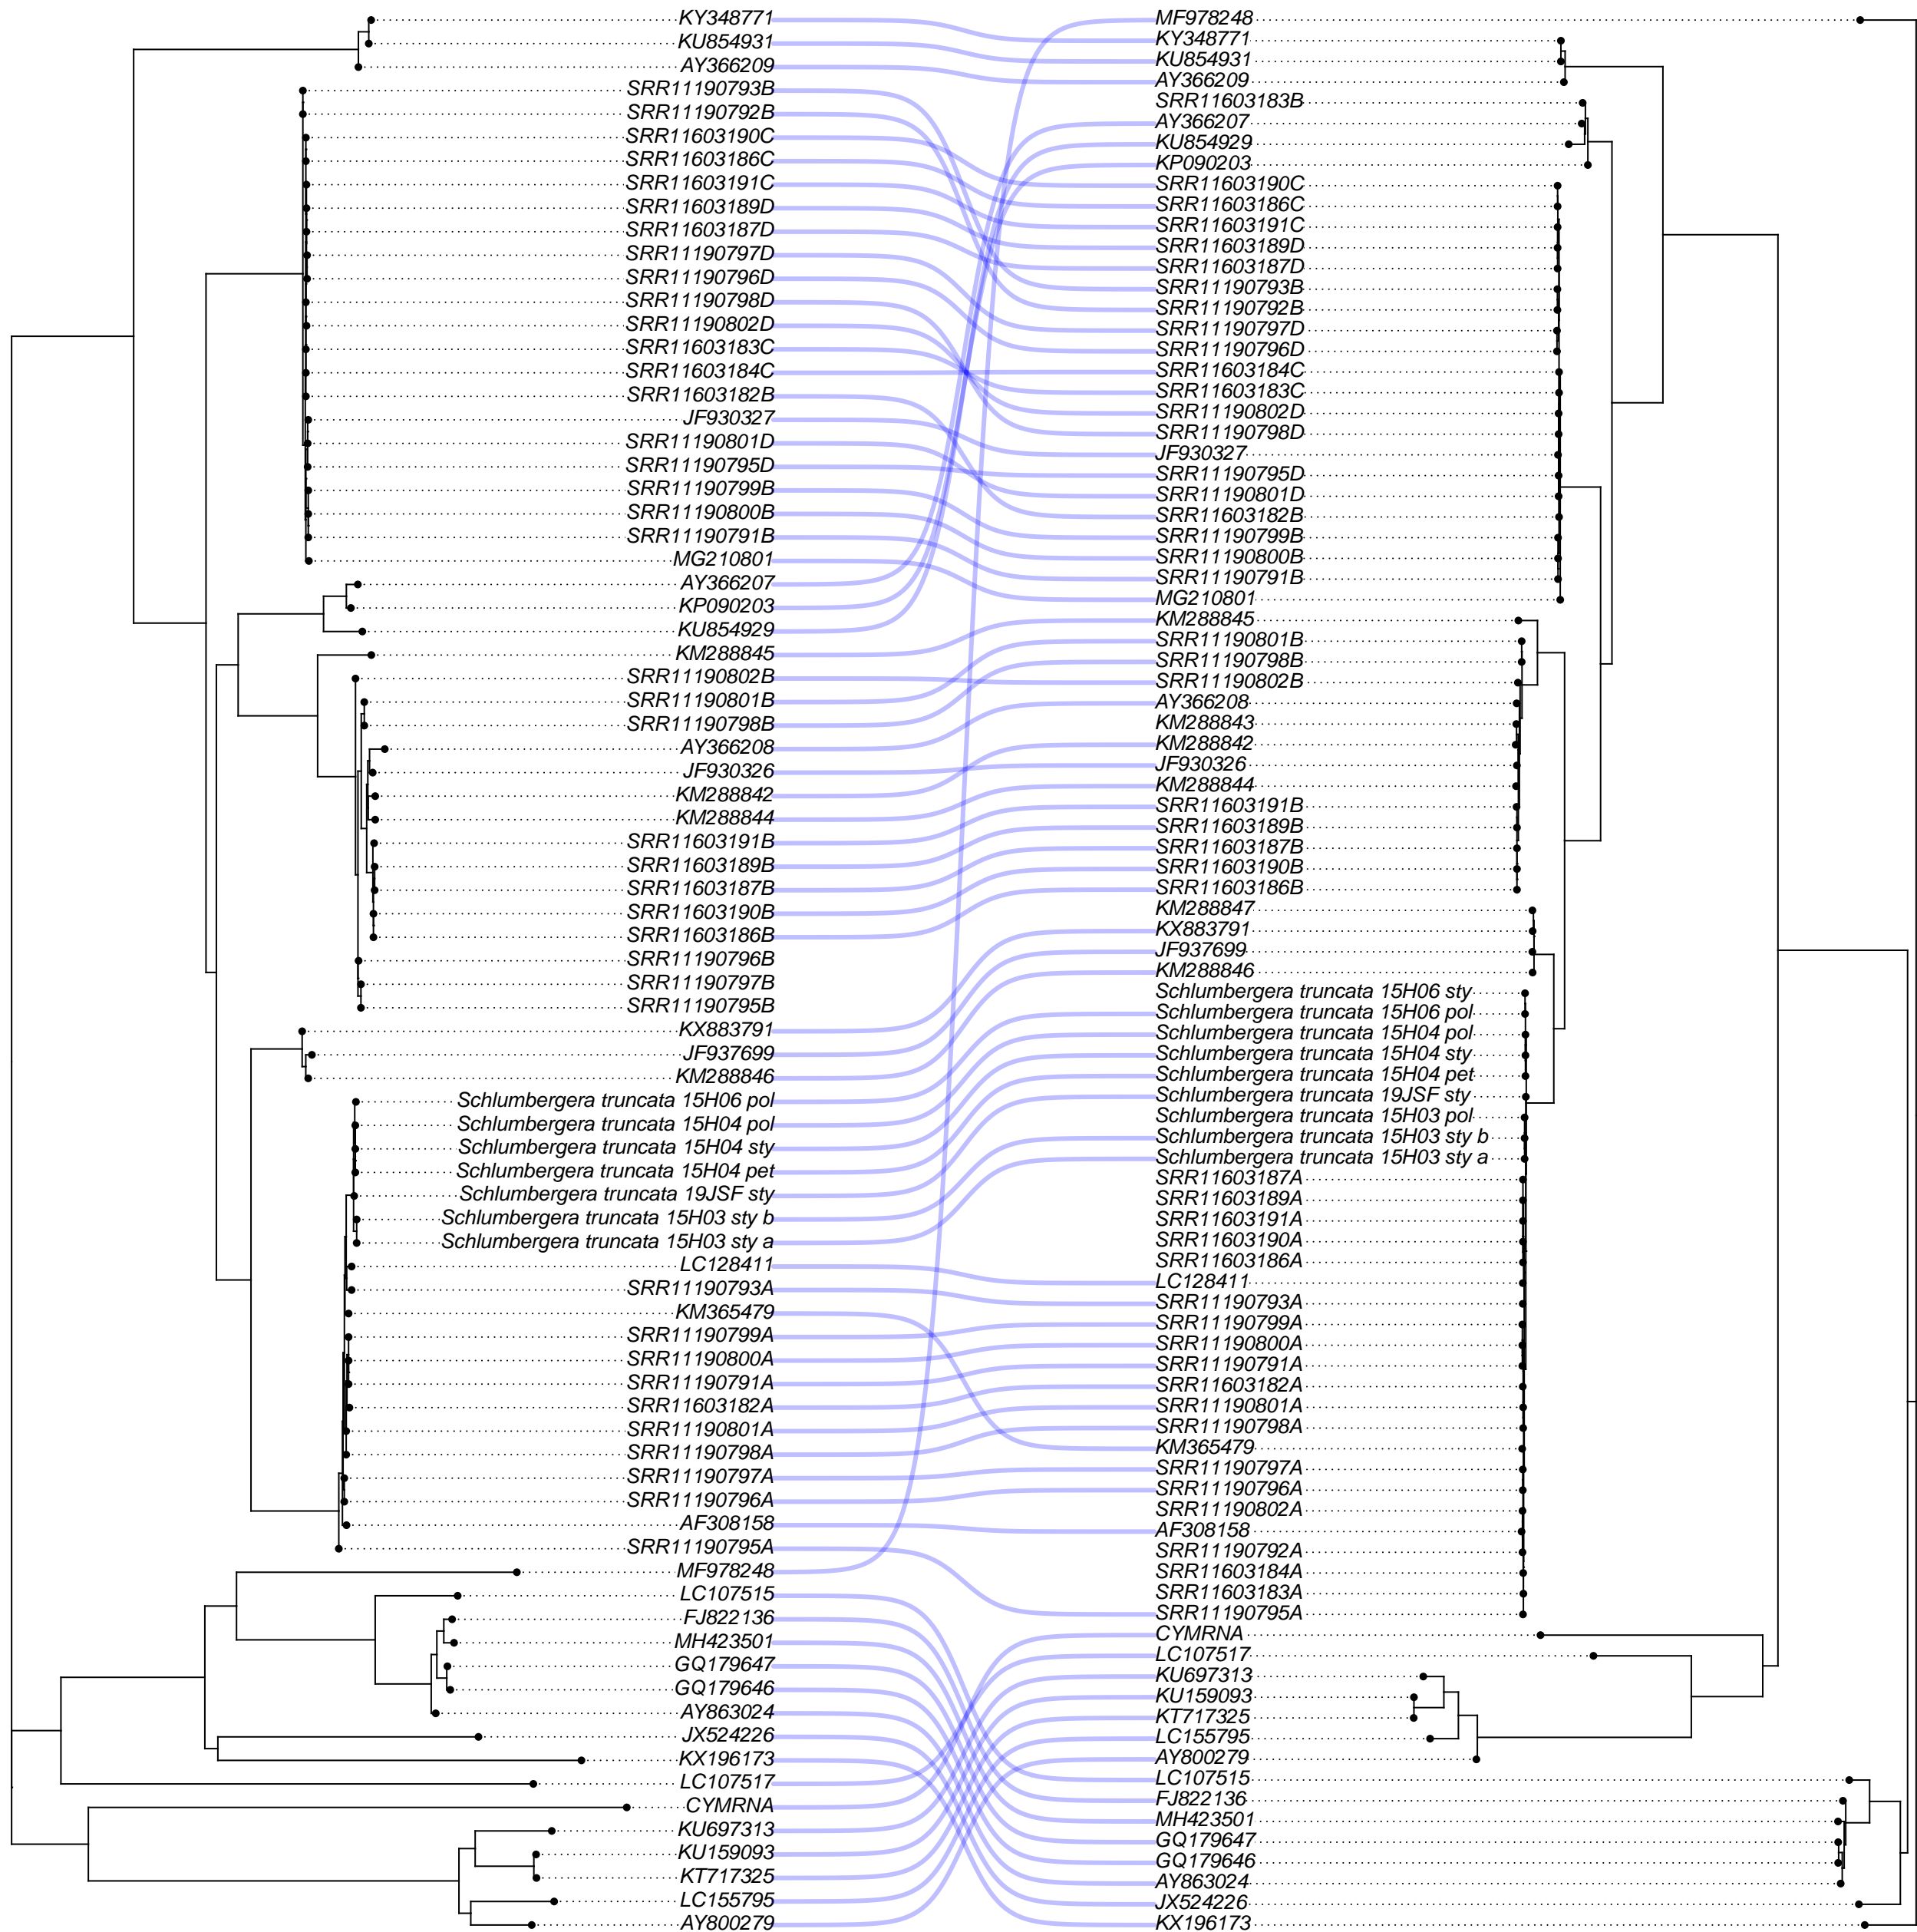 KY348771
KU854931
AY366209
SRR11190793B
SRR11190792B
SRR11603190C
SRR11603186C
SRR11603191C
SRR11603189D
SRR11603187D
SRR11190797D
SRR11190796D
SRR11190798D
SRR11190802D
SRR11603183C
SRR11603184C
SRR11603182B
JF930327
SRR11190801D
SRR11190795D
SRR11190799B
SRR11190800B
SRR11190791B
MG210801
AY366207
KP090203
KU854929
KM288845
SRR11190802B
SRR11190801B
SRR11190798B
AY366208
JF930326
KM288842
KM288844
SRR11603191B
SRR11603189B
SRR11603187B
SRR11603190B
SRR11603186B
SRR11190796B
SRR11190797B
SRR11190795B
KX883791
JF937699
KM288846
Schlumbergera truncata 15H06 pol
Schlumbergera truncata 15H04 pol
Schlumbergera truncata 15H04 sty
Schlumbergera truncata 15H04 pet
Schlumbergera truncata 19JSF sty
Schlumbergera truncata 15H03 sty b
Schlumbergera truncata 15H03 sty a
LC128411
SRR11190793A
KM365479
SRR11190799A
SRR11190800A
SRR11190791A
SRR11603182A
SRR11190801A
SRR11190798A
SRR11190797A
SRR11190796A
AF308158
SRR11190795A
MF978248
LC107515
FJ822136
MH423501
GQ179647
GQ179646
AY863024
JX524226
KX196173
LC107517
CYMRNA
KU697313
KU159093
KT717325
LC155795
AY800279
MF978248
KY348771
KU854931
AY366209
SRR11603183B
AY366207
KU854929
KP090203
SRR11603190C
SRR11603186C
SRR11603191C
SRR11603189D
SRR11603187D
SRR11190793B
SRR11190792B
SRR11190797D
SRR11190796D
SRR11603184C
SRR11603183C
SRR11190802D
SRR11190798D
JF930327
SRR11190795D
SRR11190801D
SRR11603182B
SRR11190799B
SRR11190800B
SRR11190791B
MG210801
KM288845
SRR11190801B
SRR11190798B
SRR11190802B
AY366208
KM288843
KM288842
JF930326
KM288844
SRR11603191B
SRR11603189B
SRR11603187B
SRR11603190B
SRR11603186B
KM288847
KX883791
JF937699
KM288846
Schlumbergera truncata 15H06 sty
Schlumbergera truncata 15H06 pol
Schlumbergera truncata 15H04 pol
Schlumbergera truncata 15H04 sty
Schlumbergera truncata 15H04 pet
Schlumbergera truncata 19JSF sty
Schlumbergera truncata 15H03 pol
Schlumbergera truncata 15H03 sty b
Schlumbergera truncata 15H03 sty a
SRR11603187A
SRR11603189A
SRR11603191A
SRR11603190A
SRR11603186A
LC128411
SRR11190793A
SRR11190799A
SRR11190800A
SRR11190791A
SRR11603182A
SRR11190801A
SRR11190798A
KM365479
SRR11190797A
SRR11190796A
SRR11190802A
AF308158
SRR11190792A
SRR11603184A
SRR11603183A
SRR11190795A
CYMRNA
LC107517
KU697313
KU159093
KT717325
LC155795
AY800279
LC107515
FJ822136
MH423501
GQ179647
GQ179646
AY863024
JX524226
KX196173